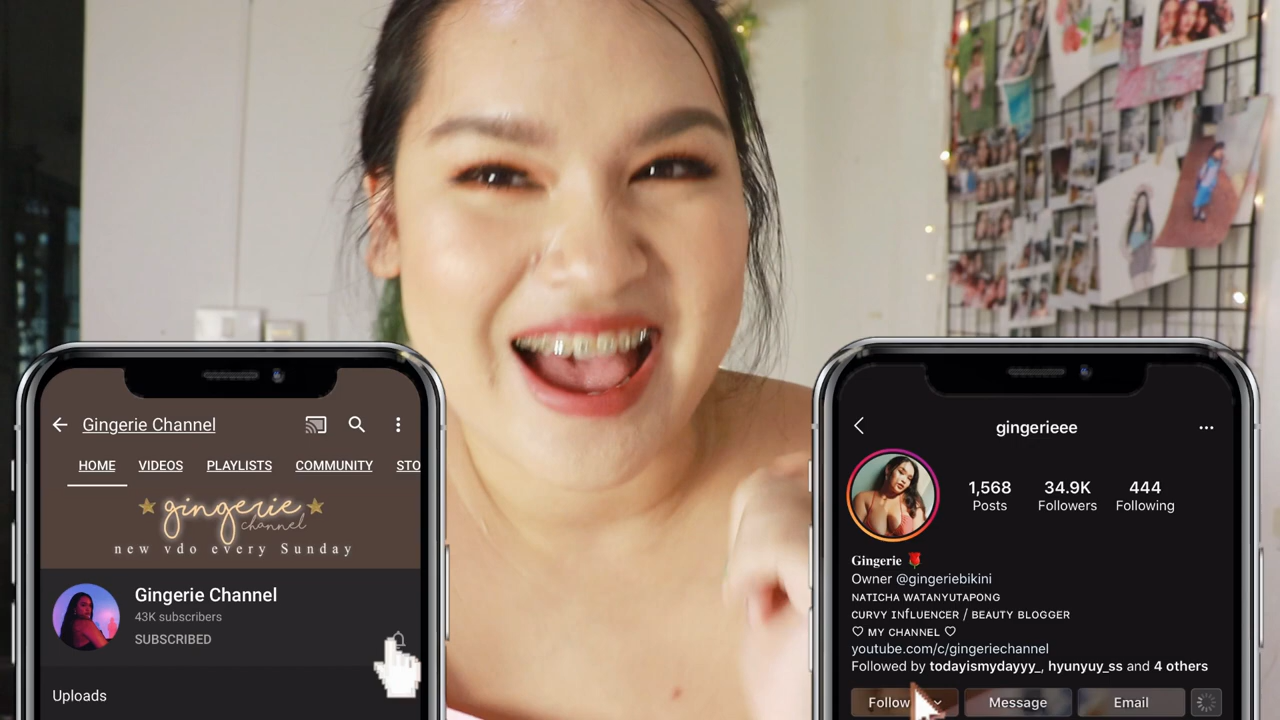 Gingerie Channel
HOME VIDEOS PLAYLISTS COMMUNITY STO
gingerie
channel
new vdo every Sunday
Gingerie Channel
43K subscribers
SUBSCRIBED
Uploads
gingerieee
1,568 34.9K 444
Posts Followers Following
Gingerie 🌹
Owner @gingeriebikini
NATICHA WATANYUTAPONG
CURVY INfLUENCER / BEAUTY BLOGGER
♡ MY CHANNEL ♡
youtube.com/c/gingeriechannel
Followed by todayismydayyy_, hyunyuy_ss and 4 others
Follow Message Email